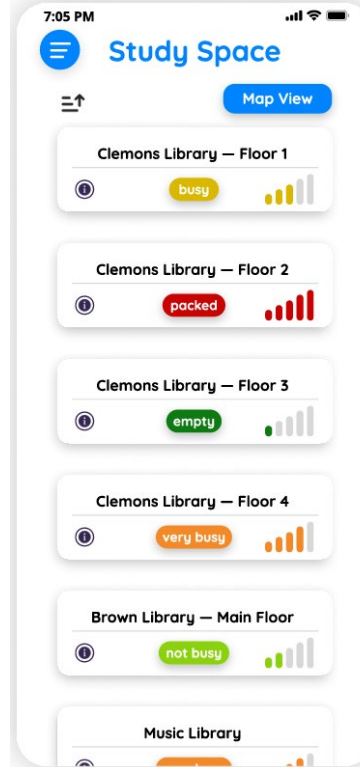 7:05 PM
Study Space
Map View
Clemons Library — Floor 1
busy
Clemons Library — Floor 2
packed
Clemons Library — Floor 3
empty
Clemons Library — Floor 4
very busy
Brown Library — Main Floor
not busy
Music Library